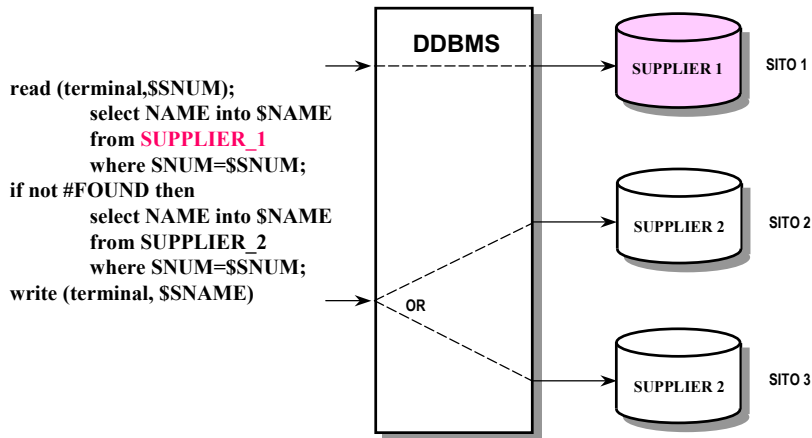 DDBMS
SUPPLIER 1
SITO 1
read (terminal,$SNUM);
select NAME into $NAME
from SUPPLIER_1
where SNUM=$SNUM;
if not #FOUND then
select NAME into $NAME
from SUPPLIER_2
where SNUM=$SNUM;
write (terminal, $SNAME)
OR
SUPPLIER 2
SITO 2
SUPPLIER 2
SITO 3